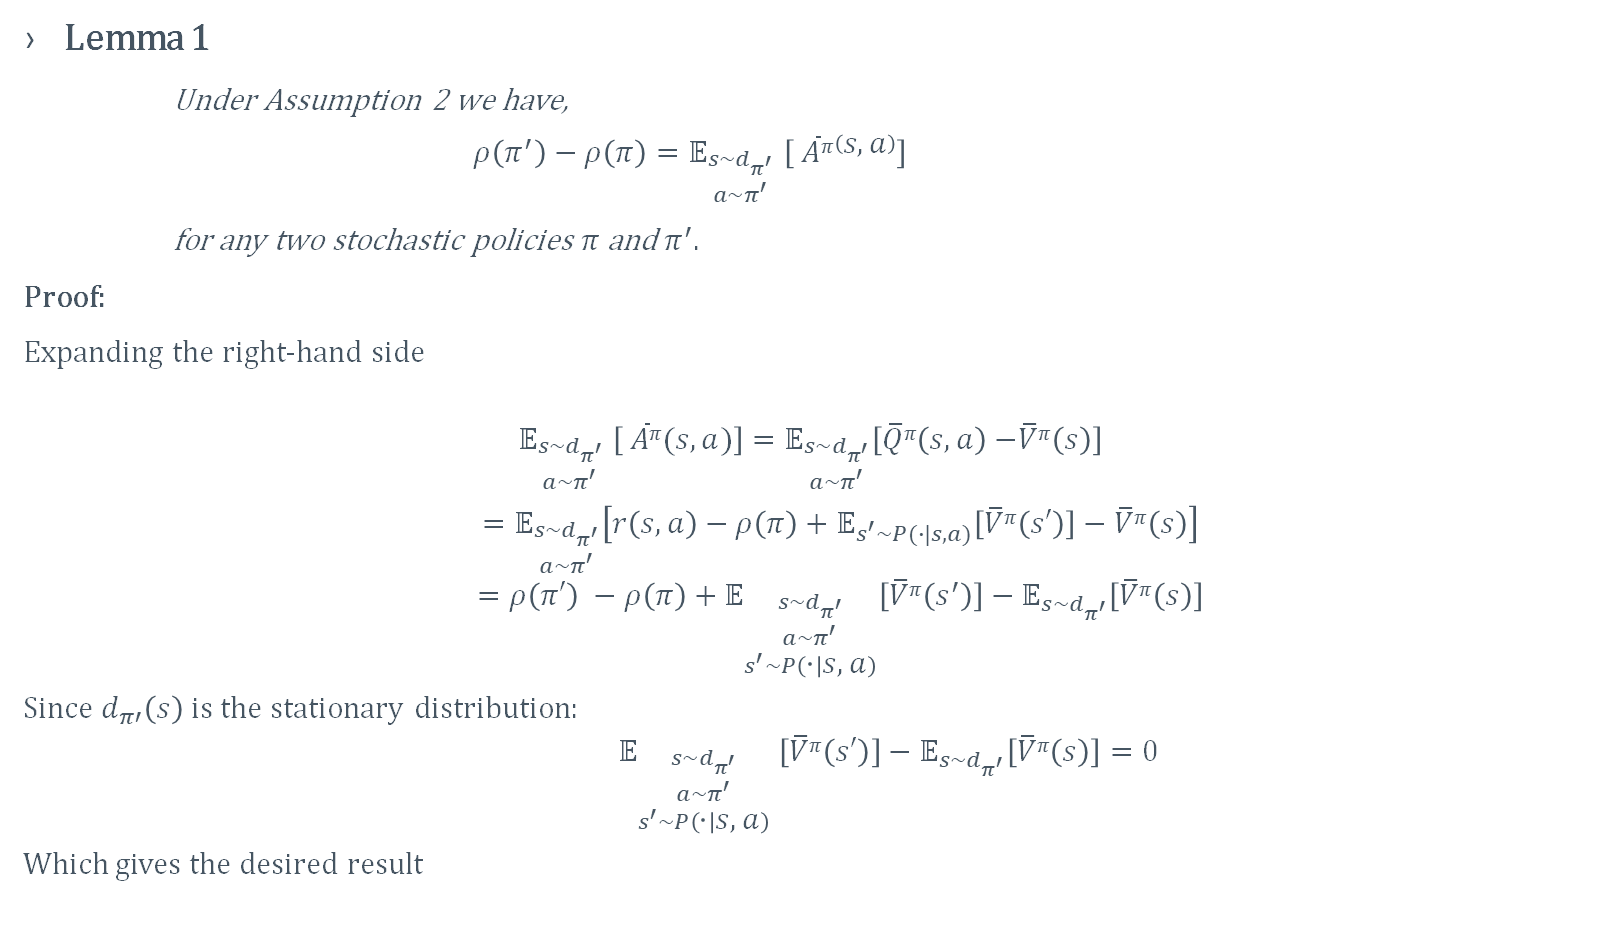 › Lemma 1
Under Assumption 2 we have,
ρ(π′) − ρ(π) = 𝔼_{s~d_{π′}, a~π′} [ Ā^π(s, a)]
for any two stochastic policies π and π′.
Proof:
Expanding the right-hand side
𝔼_{s~d_{π′}, a~π′} [ Ā^π(s, a)] = 𝔼_{s~d_{π′}, a~π′}[Q̄^π(s, a) −V̄^π(s)]
= 𝔼_{s~d_{π′}, a~π′}[r(s, a) − ρ(π) + 𝔼_{s′~P(·|s,a)}[V̄^π(s′)] − V̄^π(s)]
= ρ(π′) − ρ(π) + 𝔼_{s~d_{π′}, a~π′, s′~P(·|s, a)} [V̄^π(s′)] − 𝔼_{s~d_{π′}}[V̄^π(s)]
Since d_{π′}(s) is the stationary distribution:
𝔼_{s~d_{π′}, a~π′, s′~P(·|s, a)} [V̄^π(s′)] − 𝔼_{s~d_{π′}}[V̄^π(s)] = 0
Which gives the desired result